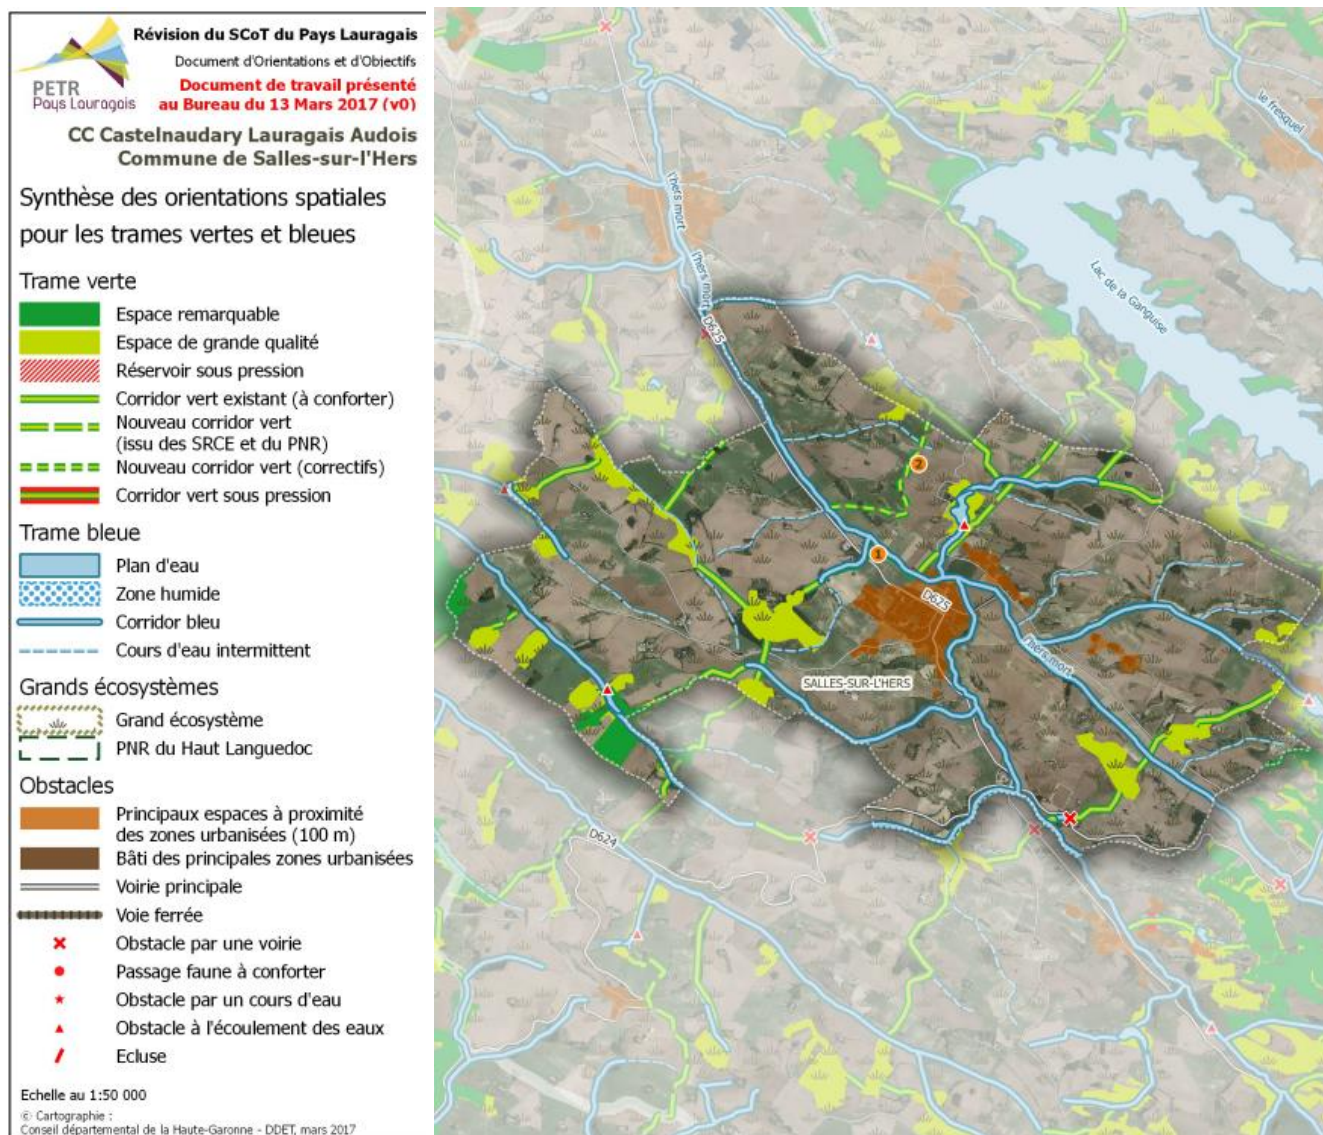 Révision du SCoT du Pays Lauragais
Document d'Orientations et d'Objectifs
Document de travail présenté
au Bureau du 13 Mars 2017 (v0)
PETR
Pays Lauragais
CC Castelnaudary Lauragais Audois
Commune de Salles-sur-l'Hers
Synthèse des orientations spatiales
pour les trames vertes et bleues
Trame verte
Espace remarquable
Espace de grande qualité
Réservoir sous pression
Corridor vert existant (à conforter)
Nouveau corridor vert
(issu des SRCE et du PNR)
Nouveau corridor vert (correctifs)
Corridor vert sous pression
Trame bleue
Plan d'eau
Zone humide
Corridor bleu
Cours d'eau intermittent
Grands écosystèmes
Grand écosystème
PNR du Haut Languedoc
Obstacles
Principaux espaces à proximité
des zones urbanisées (100 m)
Bâti des principales zones urbanisées
Voirie principale
Voie ferrée
Obstacle par une voirie
Passage faune à conforter
Obstacle par un cours d'eau
Obstacle à l'écoulement des eaux
Ecluse
Echelle au 1:50 000
© Cartographie :
Conseil départemental de la Haute-Garonne - DDET, mars 2017
le fresquel
l'hers mort
l'hers mort
D625
Lac de la Ganguise
2
1
D625
l'hers mort
SALLES-SUR-L'HERS
D624